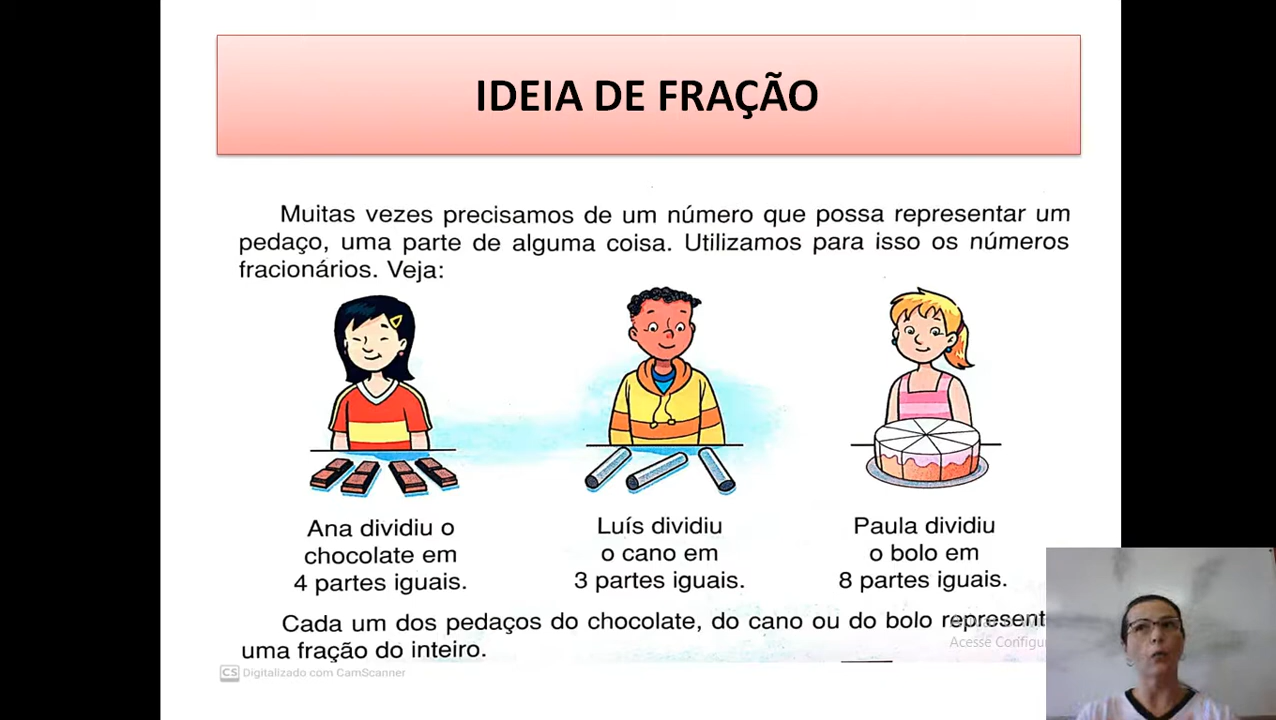 IDEIA DE FRAÇÃO
Muitas vezes precisamos de um número que possa representar um
pedaço, uma parte de alguma coisa. Utilizamos para isso os números
fracionários. Veja:
Ana dividiu o
chocolate em
4 partes iguais.
Luís dividiu
o cano em
3 partes iguais.
Paula dividiu
o bolo em
8 partes iguais.
Cada um dos pedaços do chocolate, do cano ou do bolo represent
uma fração do inteiro.
Acesse Configu
CS Digitalizado com CamScanner